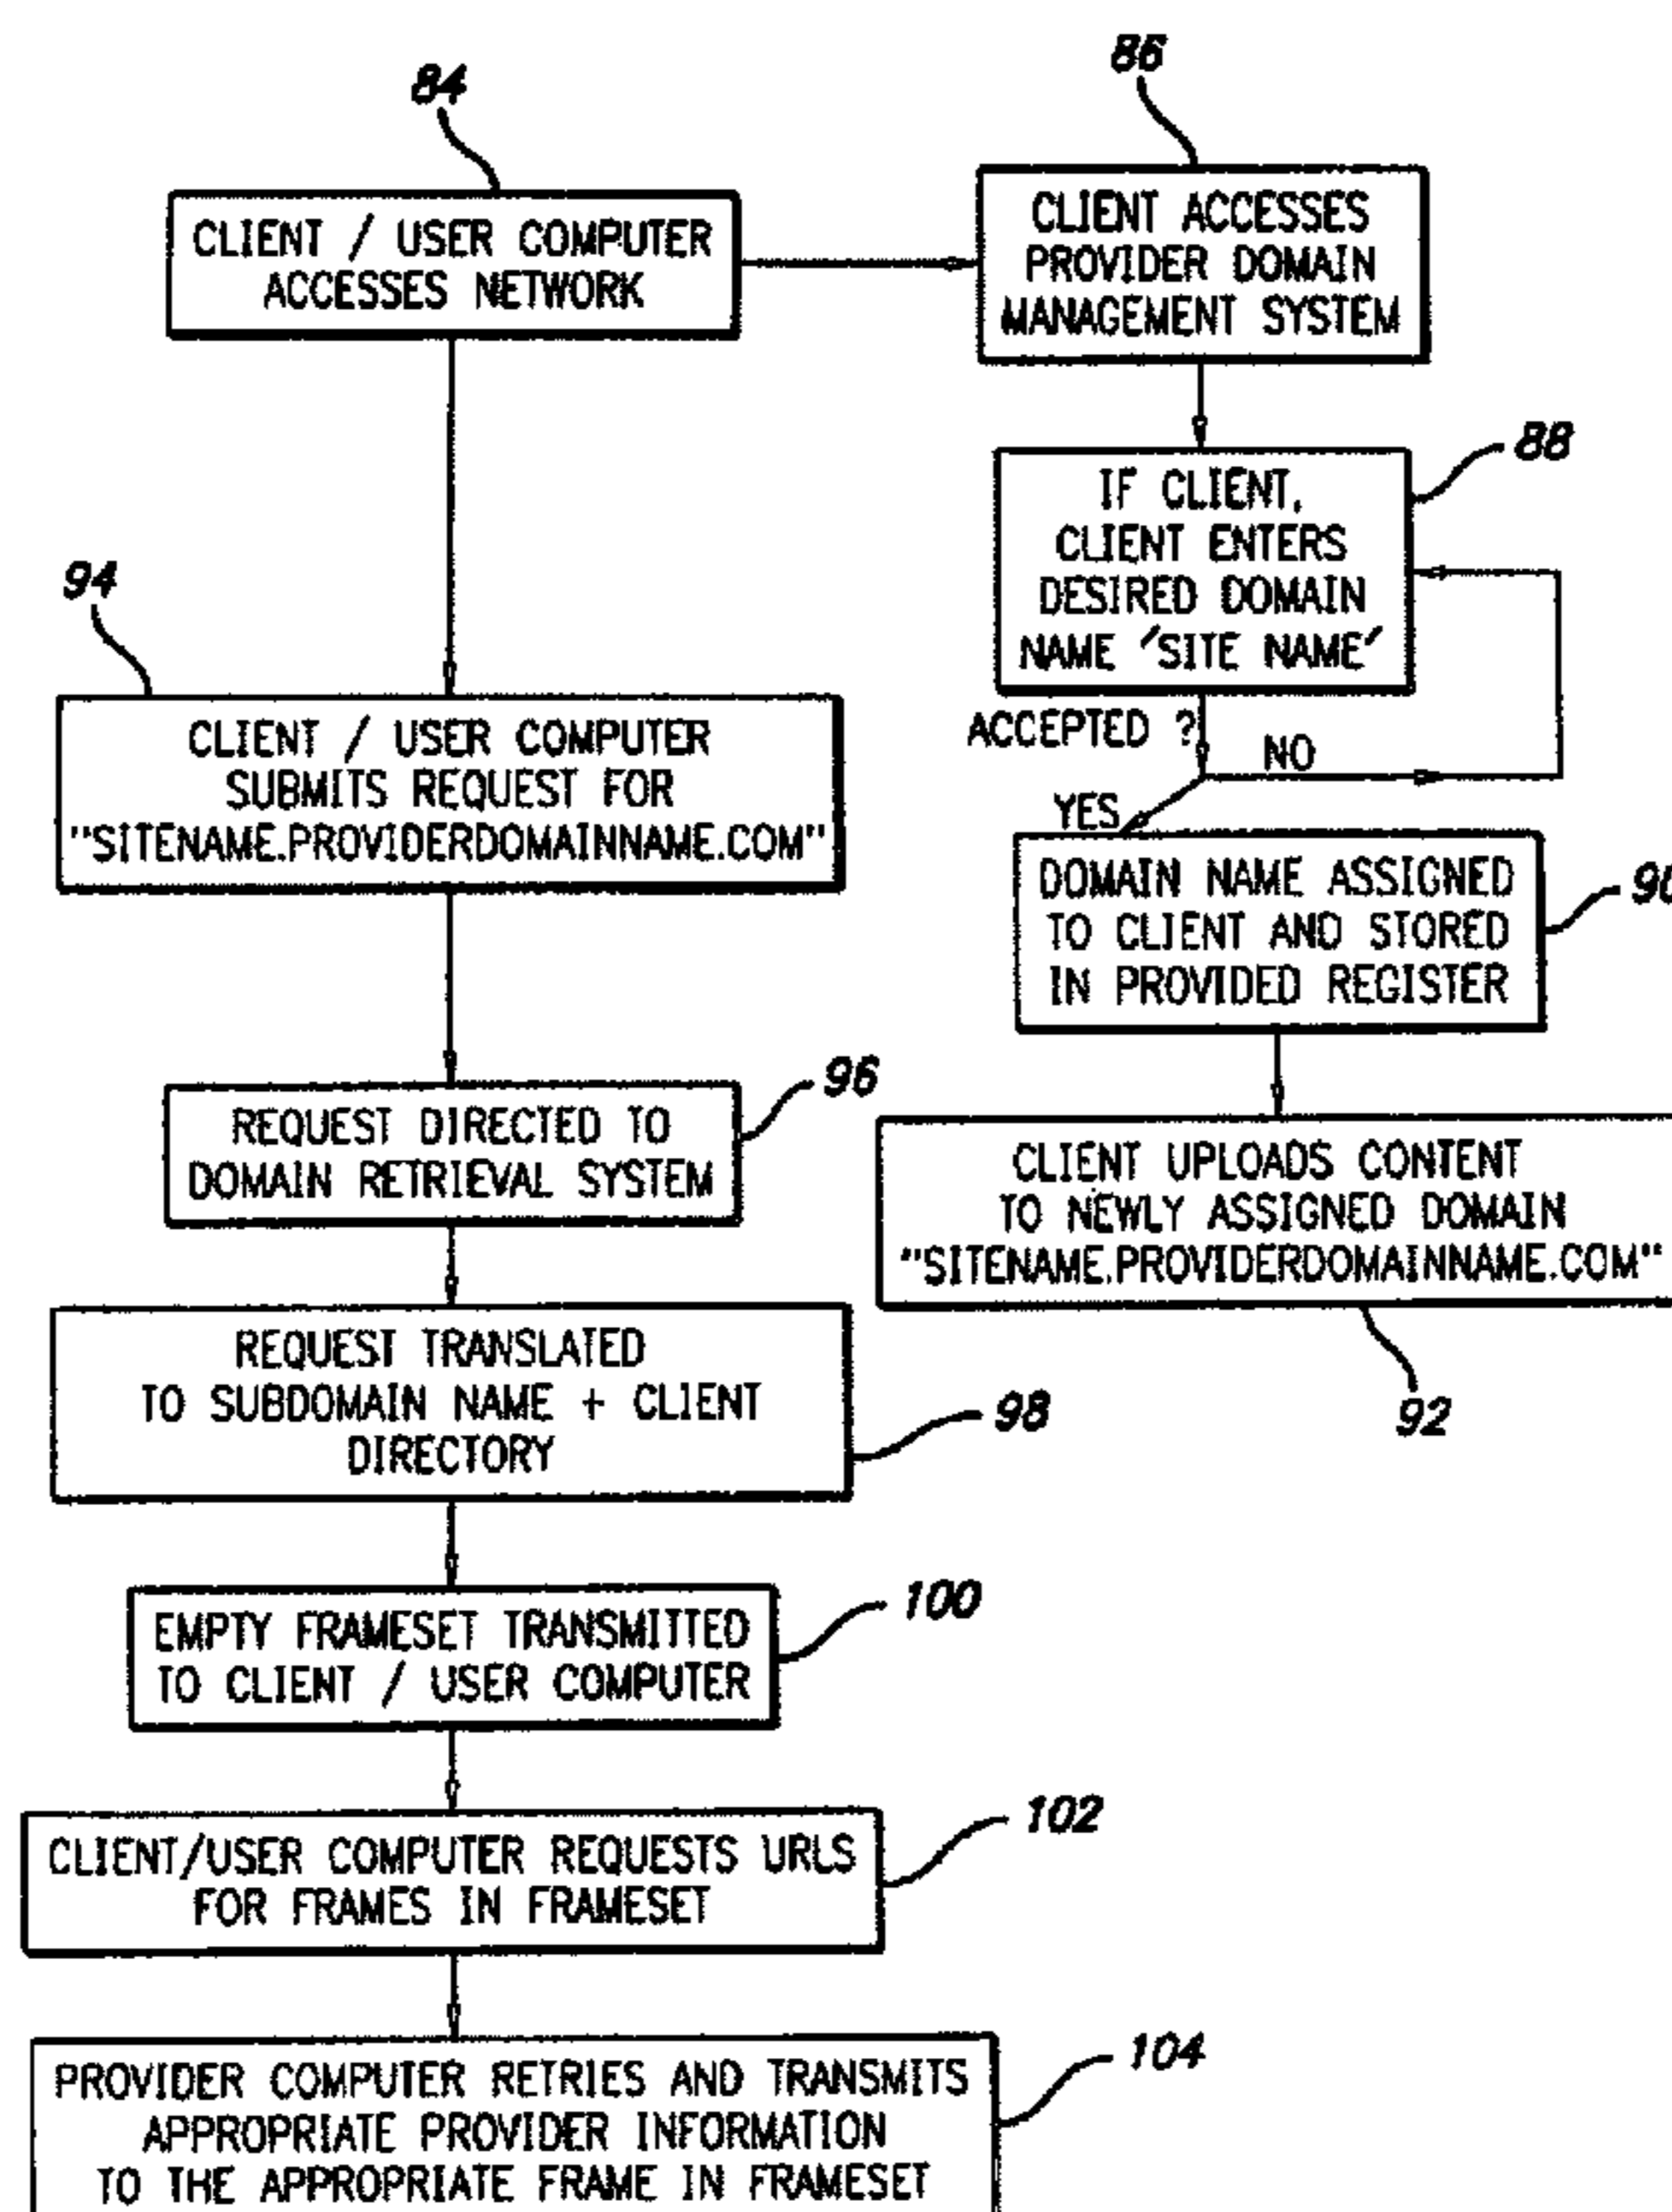 84
CLIENT / USER COMPUTER
ACCESSES NETWORK
86
CLIENT ACCESSES
PROVIDER DOMAIN
MANAGEMENT SYSTEM
88
IF CLIENT,
CLIENT ENTERS
DESIRED DOMAIN
NAME 'SITE NAME'
ACCEPTED ?
NO
YES
DOMAIN NAME ASSIGNED
TO CLIENT AND STORED
IN PROVIDED REGISTER
90
CLIENT UPLOADS CONTENT
TO NEWLY ASSIGNED DOMAIN
"SITENAME.PROVIDERDOMAINNAME.COM"
92
94
CLIENT / USER COMPUTER
SUBMITS REQUEST FOR
"SITENAME.PROVIDERDOMAINNAME.COM"
96
REQUEST DIRECTED TO
DOMAIN RETRIEVAL SYSTEM
REQUEST TRANSLATED
TO SUBDOMAIN NAME + CLIENT
DIRECTORY
98
EMPTY FRAMESET TRANSMITTED
TO CLIENT / USER COMPUTER
100
CLIENT/USER COMPUTER REQUESTS URLS
FOR FRAMES IN FRAMESET
102
PROVIDER COMPUTER RETRIES AND TRANSMITS
APPROPRIATE PROVIDER INFORMATION
TO THE APPROPRIATE FRAME IN FRAMESET
104